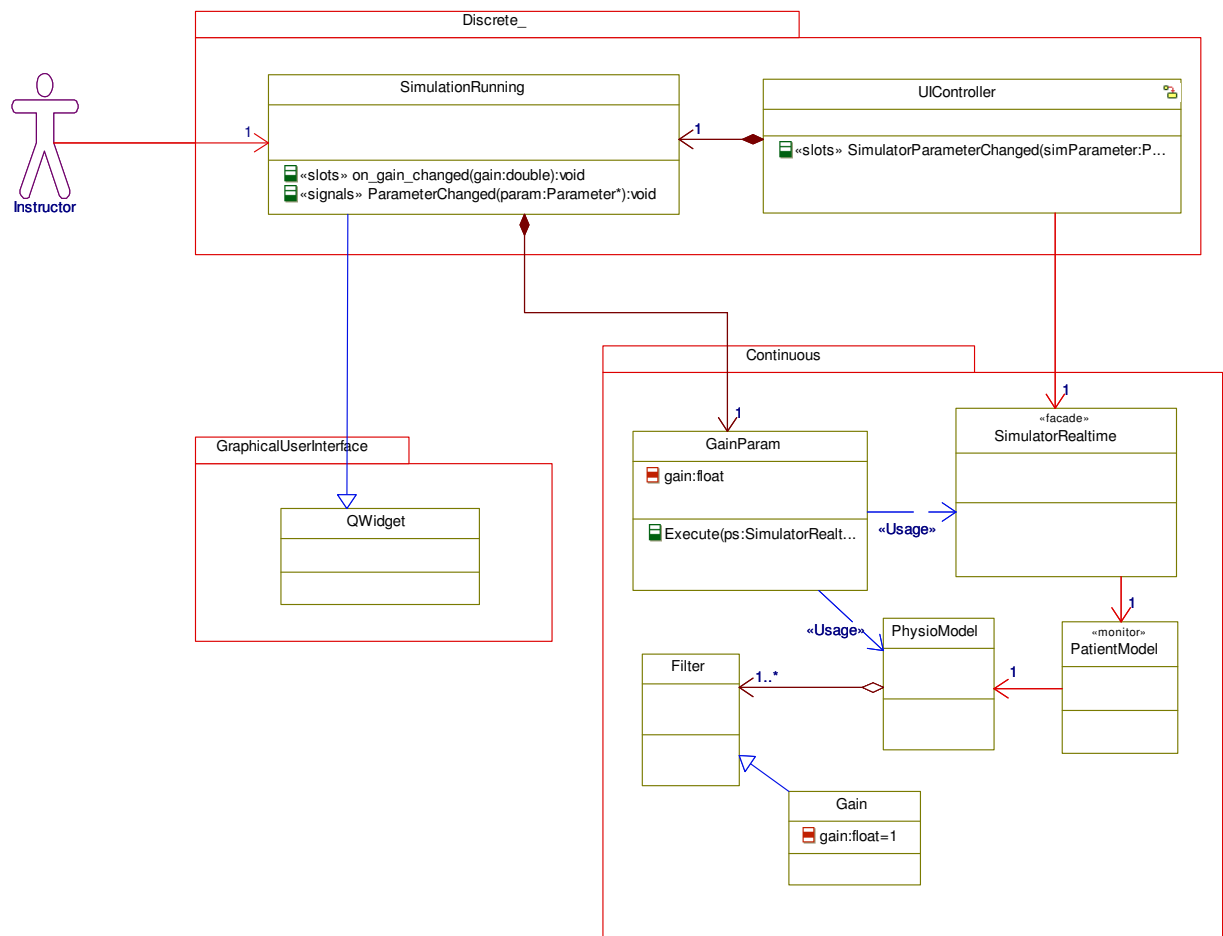 Discrete_
SimulationRunning
UIController
1
1
«slots» SimulatorParameterChanged(simParameter:P...
«slots» on_gain_changed(gain:double):void
«signals» ParameterChanged(param:Parameter*):void
Instructor
Continuous
1
1
«facade»
SimulatorRealtime
GainParam
GraphicalUserInterface
gain:float
QWidget
«Usage»
Execute(ps:SimulatorRealt...
1
«Usage»
PhysioModel
«monitor»
PatientModel
Filter
1..*
1
Gain
gain:float=1